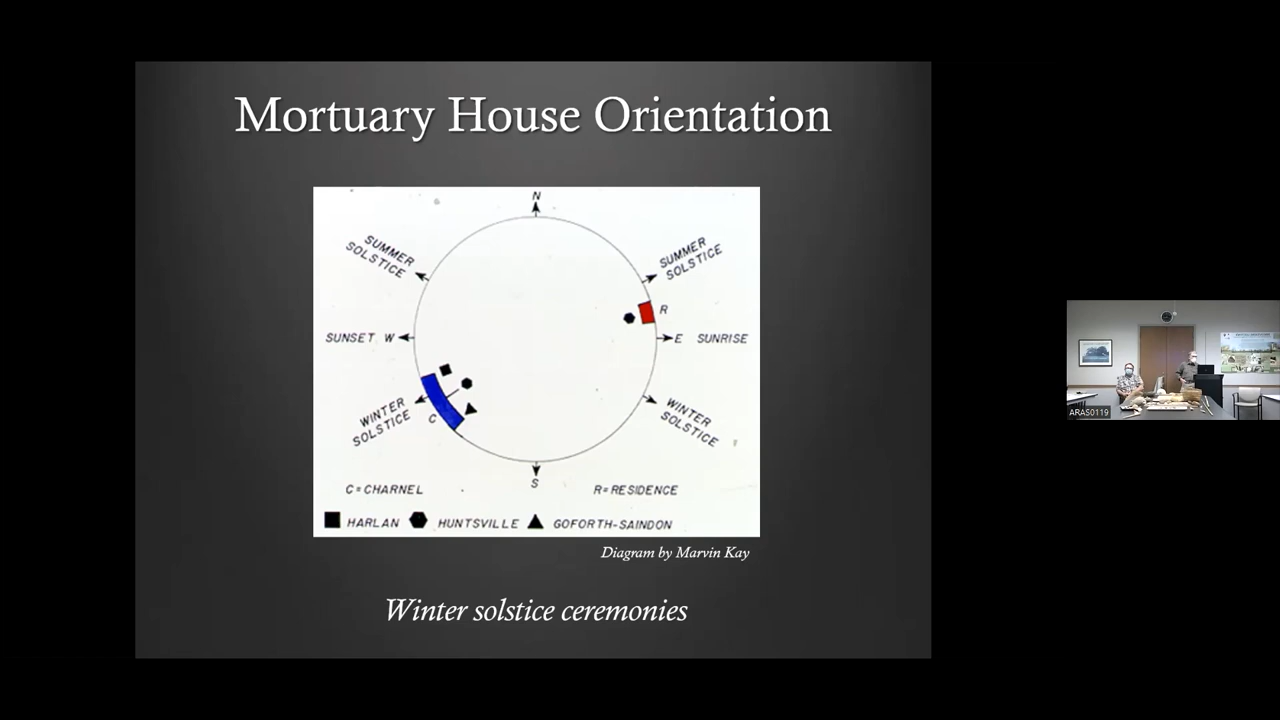 Mortuary House Orientation
N
SUMMER
SOLSTICE
SUMMER
SOLSTICE
R
SUNSET W
E SUNRISE
WINTER
SOLSTICE
C
WINTER
SOLSTICE
S
C=CHARNEL
R=RESIDENCE
HARLAN
HUNTSVILLE
GOFORTH-SAINDON
Diagram by Marvin Kay
Winter solstice ceremonies
ARAS0119